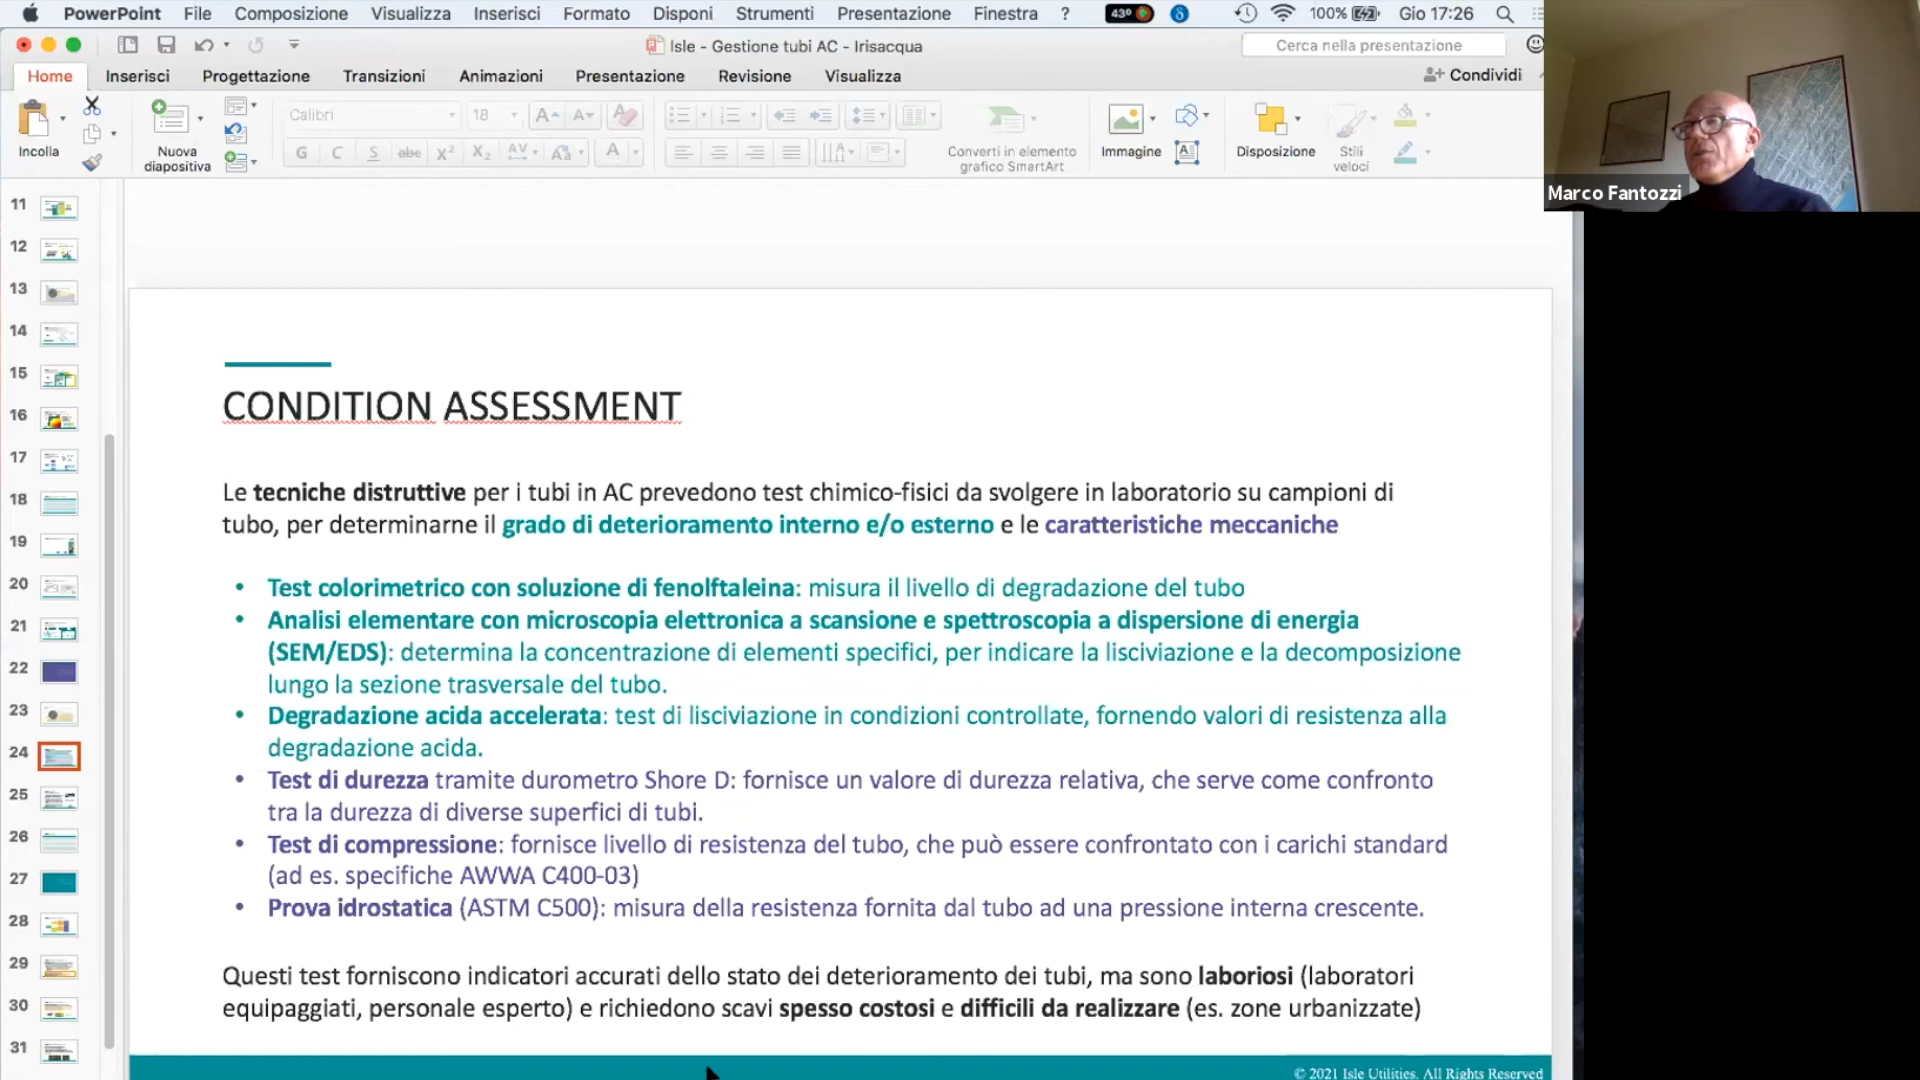 PowerPoint File Composizione Visualizza Inserisci Formato Disponi Strumenti Presentazione Finestra ? 43° 100% Gio 17:26
Isle - Gestione tubi AC - Irisacqua
Cerca nella presentazione
Home Inserisci Progettazione Transizioni Animazioni Presentazione Revisione Visualizza Condividi
Calibri 18
Incolla
Nuova diapositiva
G C S abc X² X₂ AV Aa A
Converti in elemento grafico SmartArt
Immagine
Disposizione
Stili veloci
Marco Fantozzi
11
12
13
14
15
16
17
18
19
20
21
22
23
24
25
26
27
28
29
30
31
CONDITION ASSESSMENT
Le tecniche distruttive per i tubi in AC prevedono test chimico-fisici da svolgere in laboratorio su campioni di
tubo, per determinarne il grado di deterioramento interno e/o esterno e le caratteristiche meccaniche
• Test colorimetrico con soluzione di fenolftaleina: misura il livello di degradazione del tubo
• Analisi elementare con microscopia elettronica a scansione e spettroscopia a dispersione di energia
(SEM/EDS): determina la concentrazione di elementi specifici, per indicare la lisciviazione e la decomposizione
lungo la sezione trasversale del tubo.
• Degradazione acida accelerata: test di lisciviazione in condizioni controllate, fornendo valori di resistenza alla
degradazione acida.
• Test di durezza tramite durometro Shore D: fornisce un valore di durezza relativa, che serve come confronto
tra la durezza di diverse superfici di tubi.
• Test di compressione: fornisce livello di resistenza del tubo, che può essere confrontato con i carichi standard
(ad es. specifiche AWWA C400-03)
• Prova idrostatica (ASTM C500): misura della resistenza fornita dal tubo ad una pressione interna crescente.
Questi test forniscono indicatori accurati dello stato dei deterioramento dei tubi, ma sono laboriosi (laboratori
equipaggiati, personale esperto) e richiedono scavi spesso costosi e difficili da realizzare (es. zone urbanizzate)
© 2021 Isle Utilities. All Rights Reserved